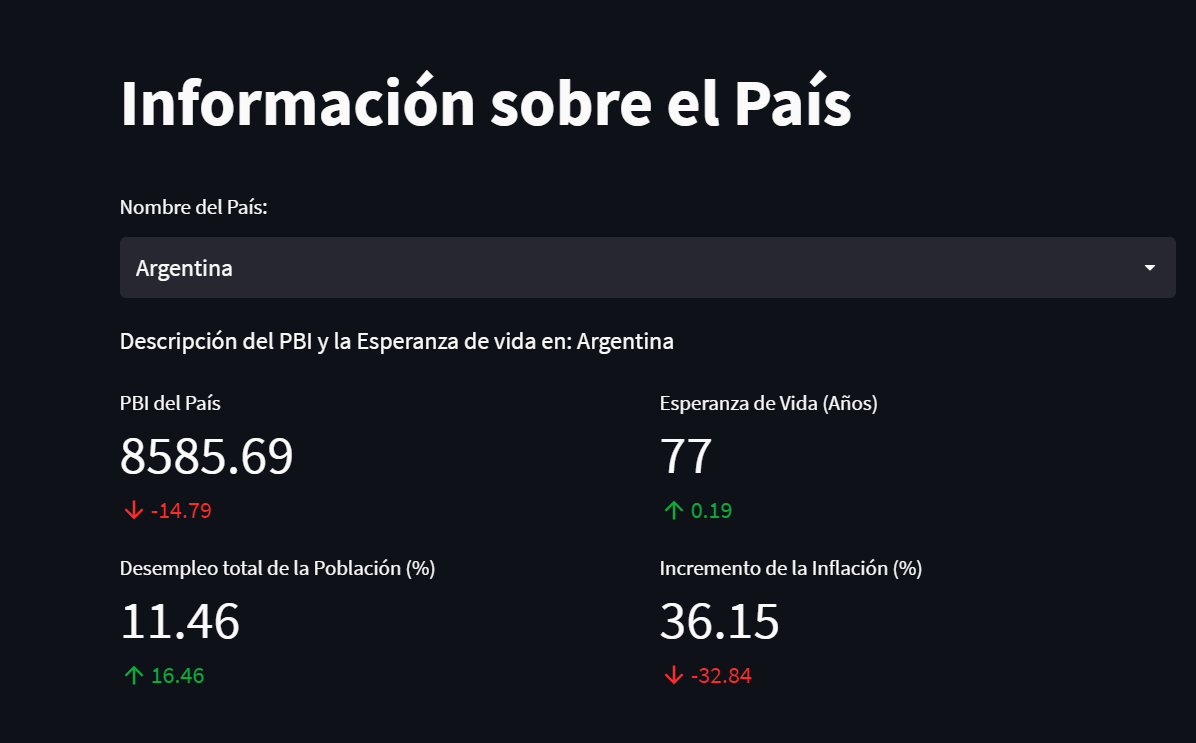 Información sobre el País
Nombre del País:
Argentina
Descripción del PBI y la Esperanza de vida en: Argentina
PBI del País
8585.69
-14.79
Esperanza de Vida (Años)
77
0.19
Desempleo total de la Población (%)
11.46
16.46
Incremento de la Inflación (%)
36.15
-32.84